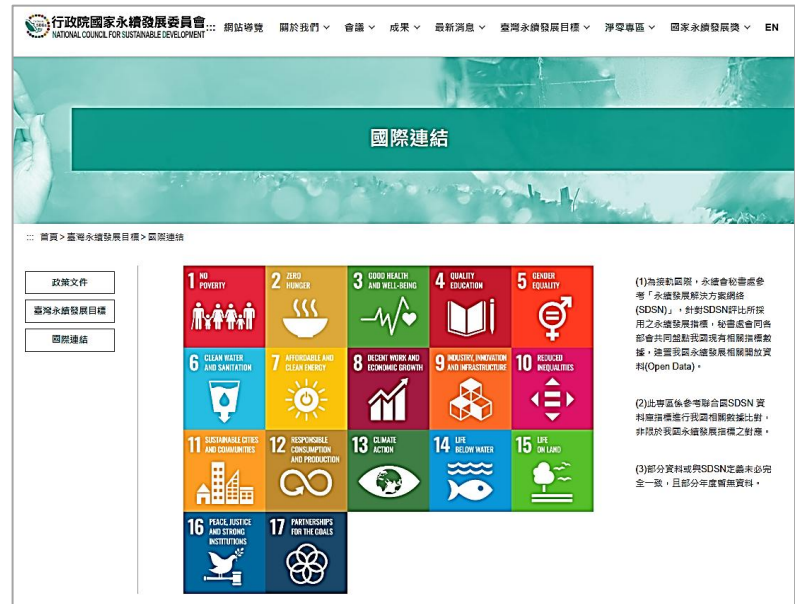 行政院國家永續發展委員會
NATIONAL COUNCIL FOR SUSTAINABLE DEVELOPMENT
::: 網站導覽 關於我們 會議 成果 最新消息 臺灣永續發展目標 淨零專區 國家永續發展獎 EN
國際連結
::: 首頁>臺灣永續發展目標>國際連結
政策文件
臺灣永續發展目標
國際連結
1 NO
POVERTY
2 ZERO
HUNGER
3 GOOD HEALTH
AND WELL-BEING
4 QUALITY
EDUCATION
5 GENDER
EQUALITY
6 CLEAN WATER
AND SANITATION
7 AFFORDABLE AND
CLEAN ENERGY
8 DECENT WORK AND
ECONOMIC GROWTH
9 INDUSTRY, INNOVATION
AND INFRASTRUCTURE
10 REDUCED
INEQUALITIES
11 SUSTAINABLE CITIES
AND COMMUNITIES
12 RESPONSIBLE
CONSUMPTION
AND PRODUCTION
13 CLIMATE
ACTION
14 LIFE
BELOW WATER
15 LIFE
ON LAND
16 PEACE, JUSTICE
AND STRONG
INSTITUTIONS
17 PARTNERSHIPS
FOR THE GOALS
(1)為接軌國際，永續會秘書處參
考「永續發展解決方案網絡
(SDSN)」，針對SDSN評比所採
用之永續發展指標，秘書處會同各
部會共同盤點我國現有相關指標數
據，建置我國永續發展相關開放資
料(Open Data)。
(2)此專區係參考聯合國SDSN 資
料庫指標進行我國相關數據比對，
非限於我國永續發展指標之對應。
(3)部分資料或與SDSN定義未必完
全一致，且部分年度暫無資料。